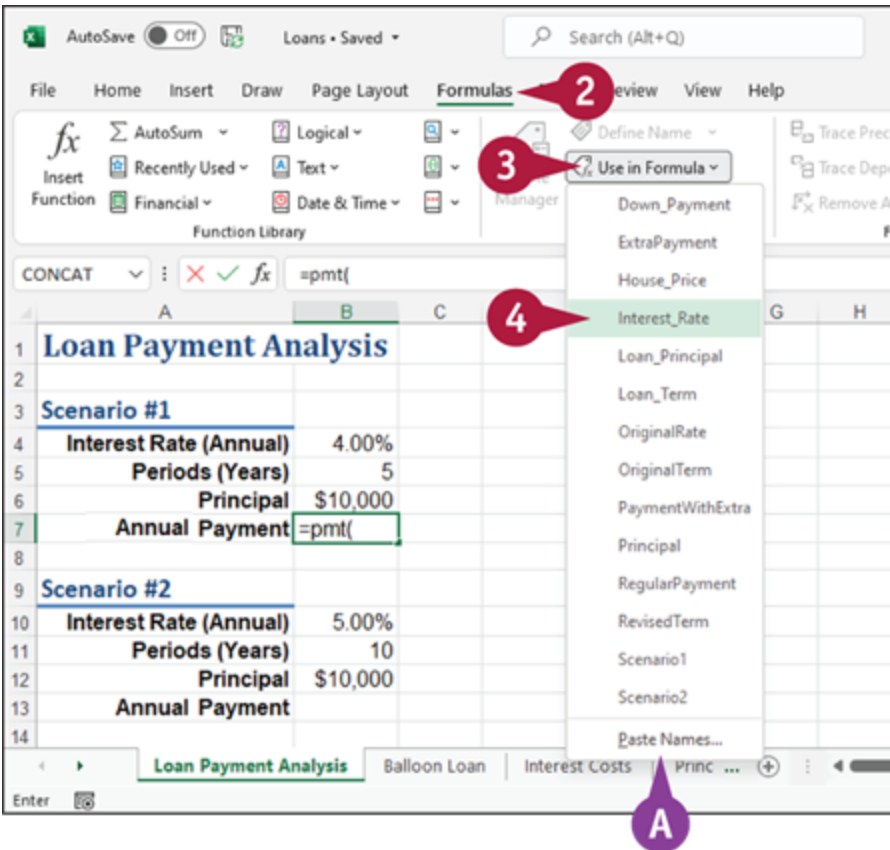 AutoSave Off Loans • Saved Search (Alt+Q)
File Home Insert Draw Page Layout Formulas 2 eview View Help
fx Insert Function
AutoSum
Recently Used
Financial
Logical
Text
Date & Time
Function Library
Manager
Define Name
3 Use in Formula
Trace Prec
Trace Depe
Remove A
CONCAT fx =pmt(
A B C G H
1 Loan Payment Analysis
2
3 Scenario #1
4 Interest Rate (Annual) 4.00%
5 Periods (Years) 5
6 Principal $10,000
7 Annual Payment =pmt(
8
9 Scenario #2
10 Interest Rate (Annual) 5.00%
11 Periods (Years) 10
12 Principal $10,000
13 Annual Payment
14
Down_Payment
ExtraPayment
House_Price
4 Interest_Rate
Loan_Principal
Loan_Term
OriginalRate
OriginalTerm
PaymentWithExtra
Principal
RegularPayment
RevisedTerm
Scenario1
Scenario2
Paste Names...
Loan Payment Analysis Balloon Loan Interest Costs Princ ...
Enter
A